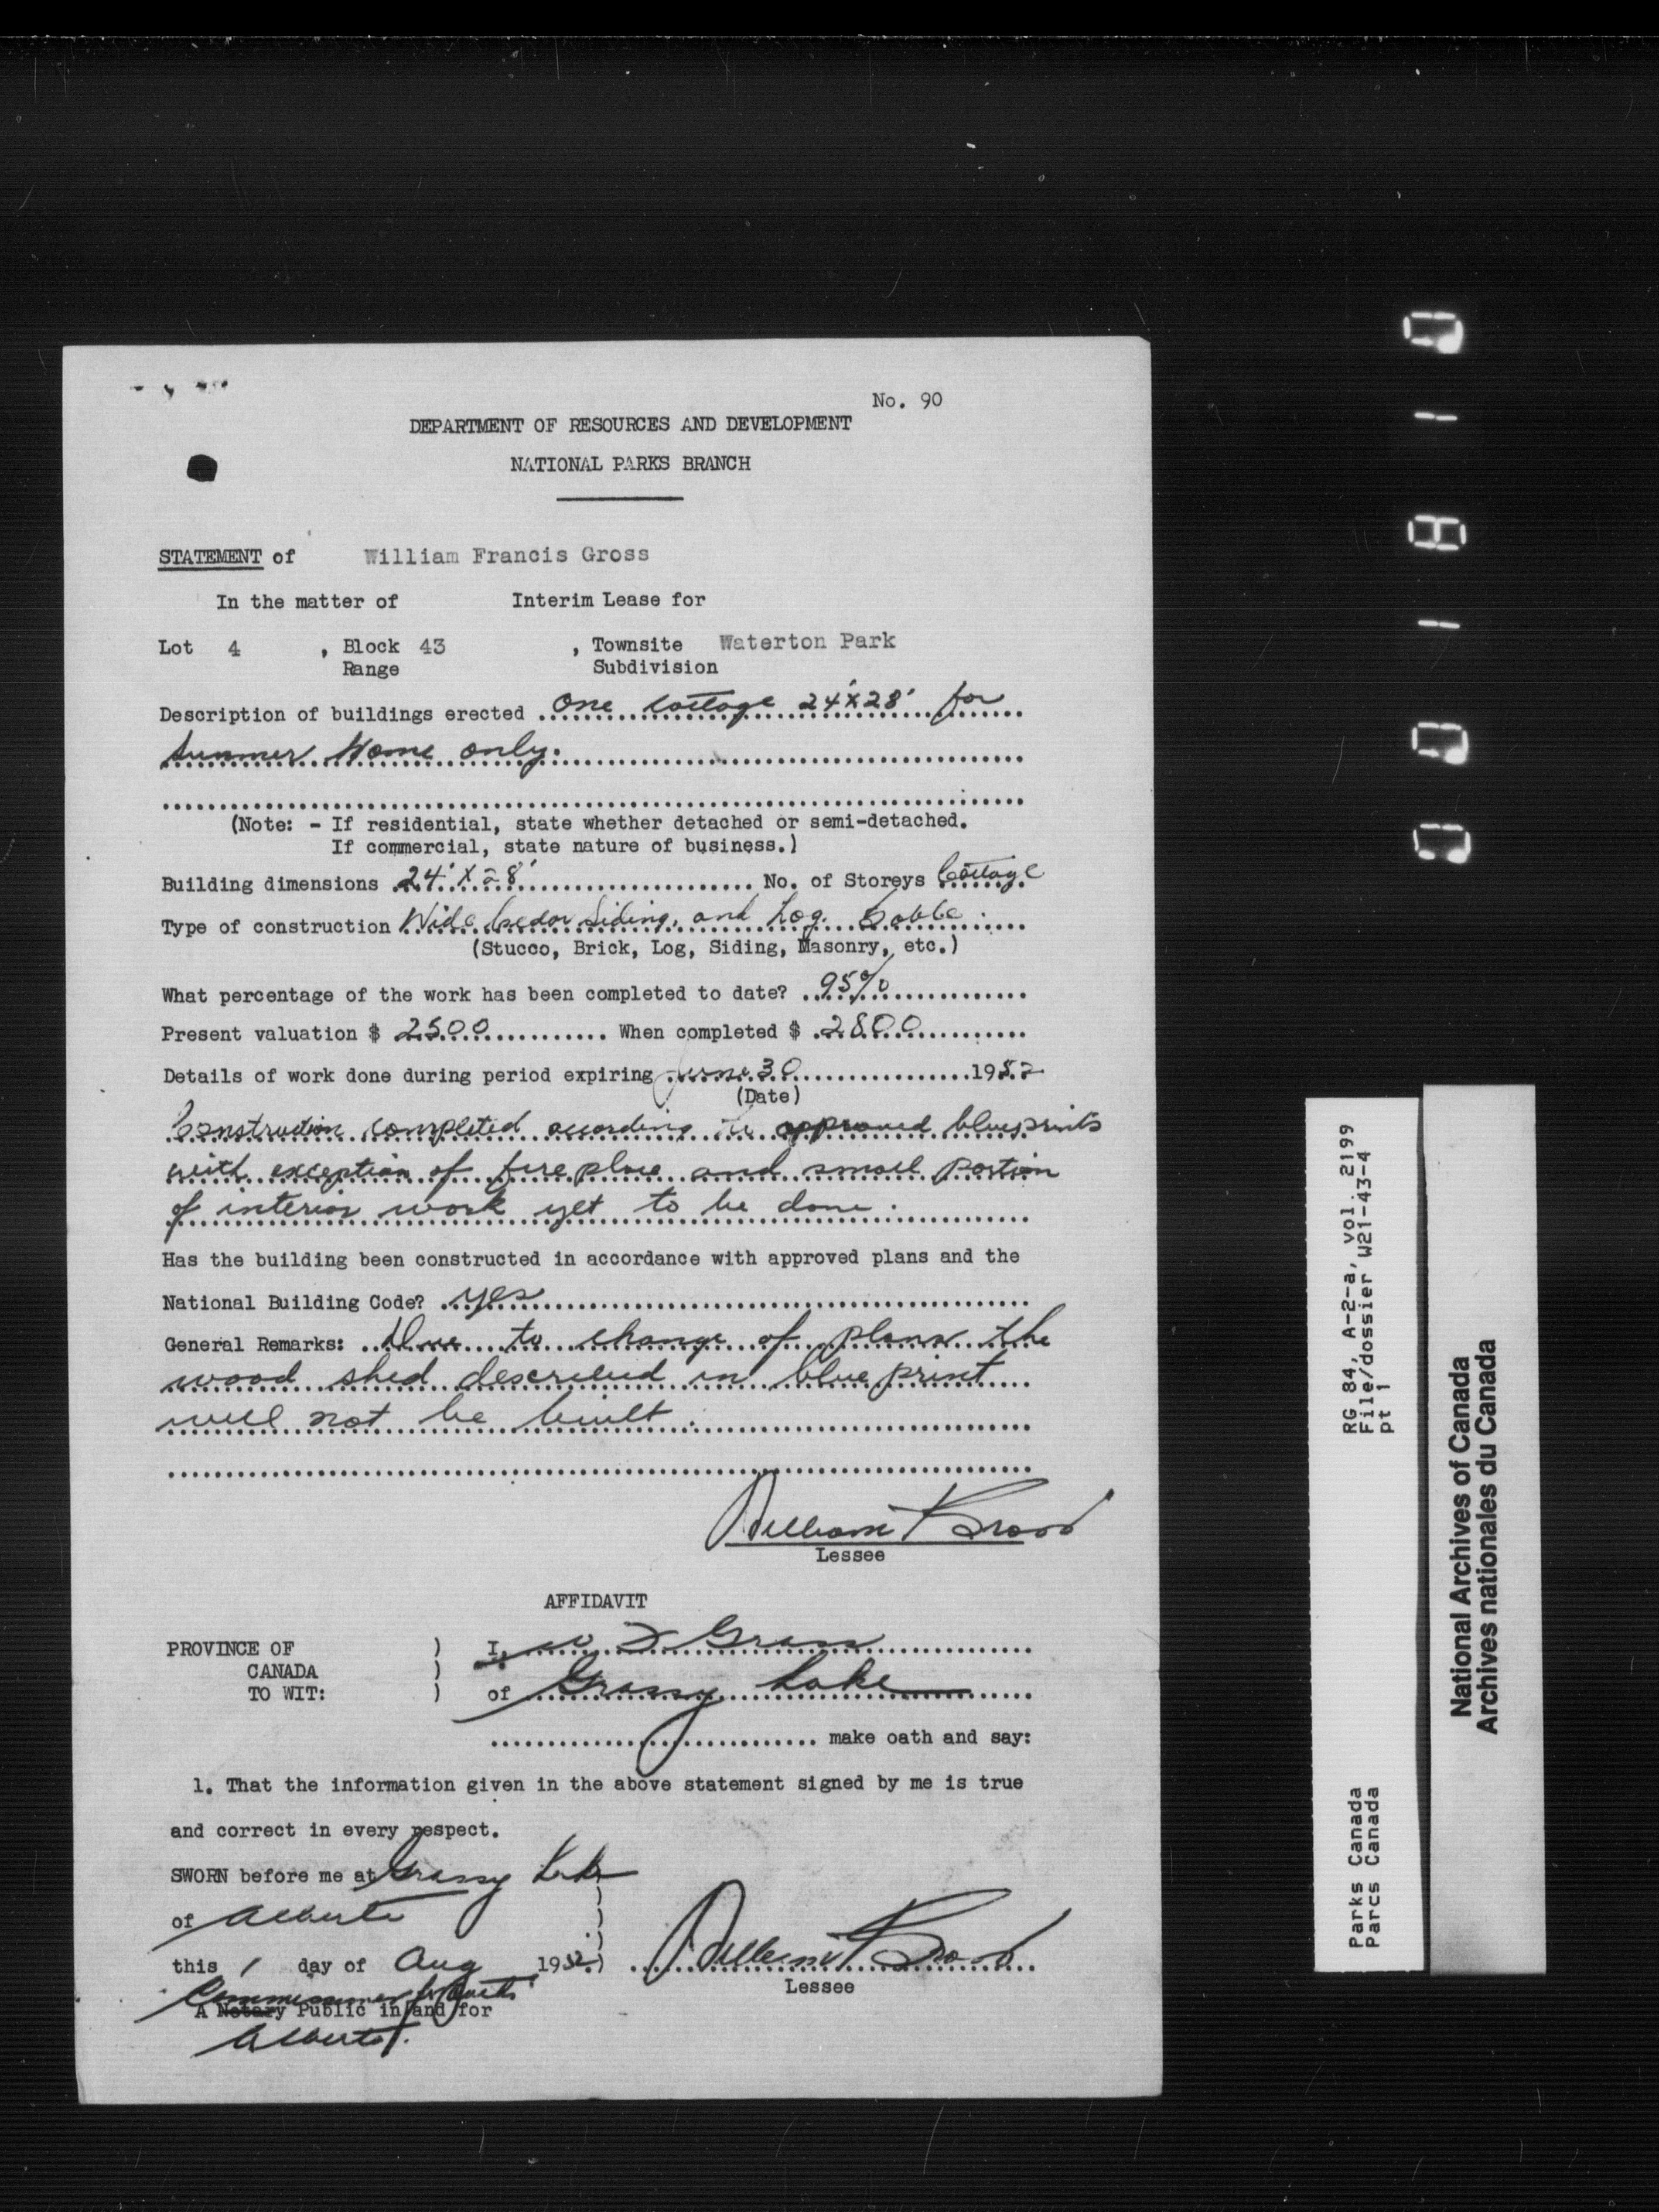 No. 90
DEPARTMENT OF RESOURCES AND DEVELOPMENT
NATIONAL PARKS BRANCH
STATEMENT of William Francis Gross
In the matter of Interim Lease for
Lot 4 , Block 43 , Townsite Waterton Park
Range Subdivision
Description of buildings erected One Cottage 24'x28' for
Summer Home only.
(Note: - If residential, state whether detached or semi-detached.
If commercial, state nature of business.)
Building dimensions 24'x28' No. of Storeys Cottage
Type of construction Wide Cedar Siding, and Log
(Stucco, Brick, Log, Siding, Masonry, etc.)
What percentage of the work has been completed to date? 95%
Present valuation $ 2500 When completed $ 2800
Details of work done during period expiring June 30 1952
(Date)
Construction completed according to approved blueprints
with exception of fireplace and small portion
of interior work yet to be done.
Has the building been constructed in accordance with approved plans and the
National Building Code? yes
General Remarks: Due to change of plans the
wood shed described in blue print
will not be built.
William F Gross
Lessee
AFFIDAVIT
PROVINCE OF ) I, W F Gross
CANADA )
TO WIT: ) of Grassy Lake
make oath and say:
1. That the information given in the above statement signed by me is true
and correct in every respect.
SWORN before me at Grassy Lake )
of Alberta )
this 1 day of Aug 1952.) William F Gross
Lessee
Commissioner for Oaths
A Notary Public in and for
Alberta.
RG 84, A-2-a, vol. 2199
File/dossier W21-43-4
pt 1
Parks Canada
Parcs Canada
National Archives of Canada
Archives nationales du Canada